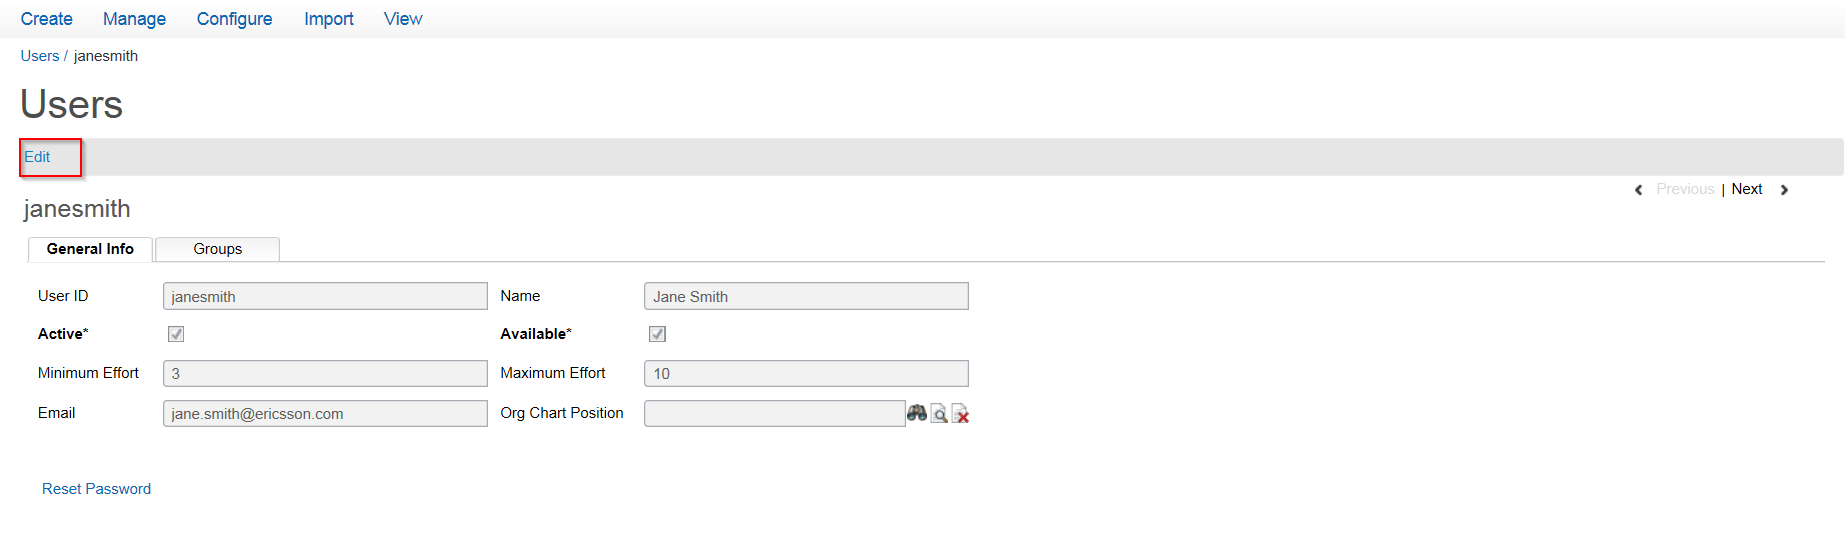 Create Manage Configure Import View
Users / janesmith
Users
Edit
Previous | Next
janesmith
General Info Groups
User ID janesmith Name Jane Smith
Active* Available*
Minimum Effort 3 Maximum Effort 10
Email jane.smith@ericsson.com Org Chart Position
Reset Password